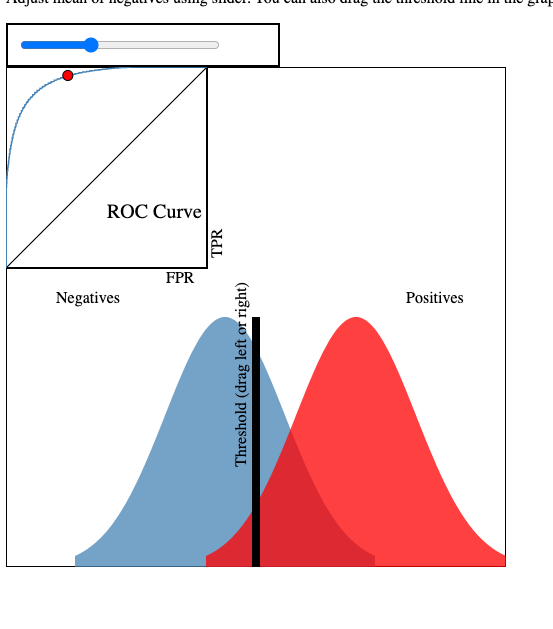 Adjust mean of negatives using slider. You can also drag the threshold line in the
ROC Curve
TPR
FPR
Negatives
Positives
Threshold (drag left or right)